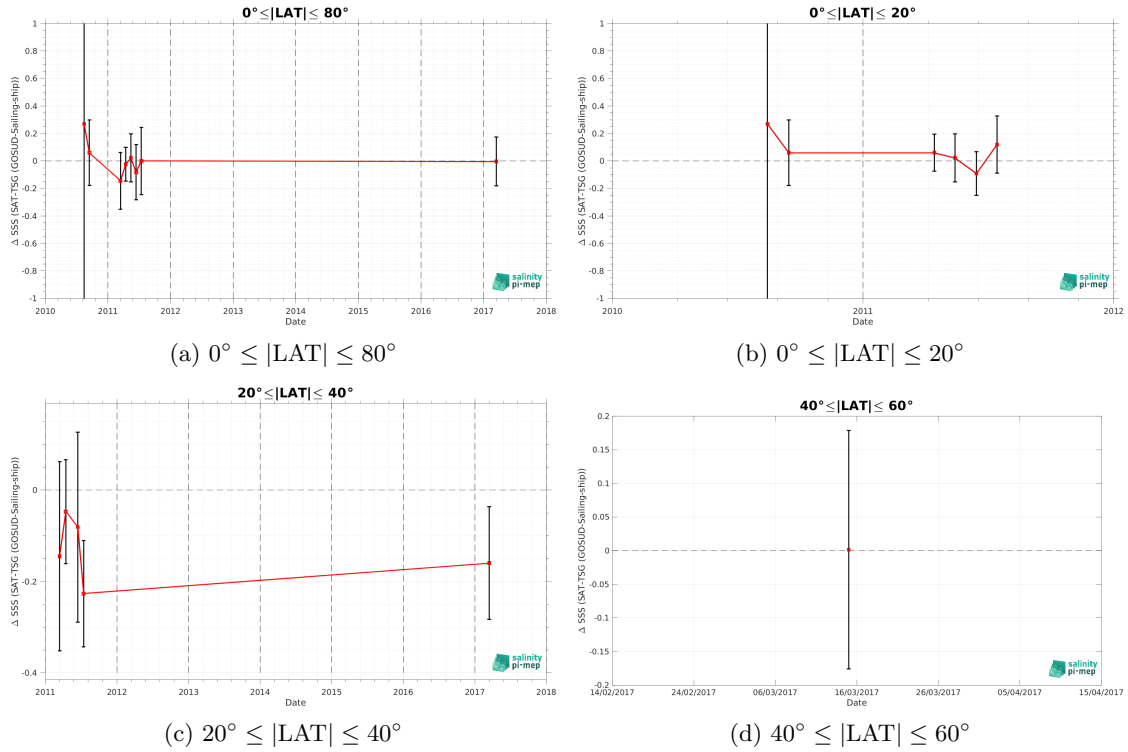 0°≤|LAT|≤ 80°
Δ SSS (SAT-TSG (GOSUD-Sailing-ship))
1
0.8
0.6
0.4
0.2
0
-0.2
-0.4
-0.6
-0.8
-1
2010 2011 2012 2013 2014 2015 2016 2017 2018
Date
salinity
pi-mep
(a) 0° ≤ |LAT| ≤ 80°
0°≤|LAT|≤ 20°
Δ SSS (SAT-TSG (GOSUD-Sailing-ship))
1
0.8
0.6
0.4
0.2
0
-0.2
-0.4
-0.6
-0.8
-1
2010 2011 2012
Date
salinity
pi-mep
(b) 0° ≤ |LAT| ≤ 20°
20°≤|LAT|≤ 40°
Δ SSS (SAT-TSG (GOSUD-Sailing-ship))
0
-0.2
-0.4
2011 2012 2013 2014 2015 2016 2017 2018
Date
salinity
pi-mep
(c) 20° ≤ |LAT| ≤ 40°
40°≤|LAT|≤ 60°
Δ SSS (SAT-TSG (GOSUD-Sailing-ship))
0.2
0.15
0.1
0.05
0
-0.05
-0.1
-0.15
-0.2
14/02/2017 24/02/2017 06/03/2017 16/03/2017 26/03/2017 05/04/2017 15/04/2017
Date
salinity
pi-mep
(d) 40° ≤ |LAT| ≤ 60°